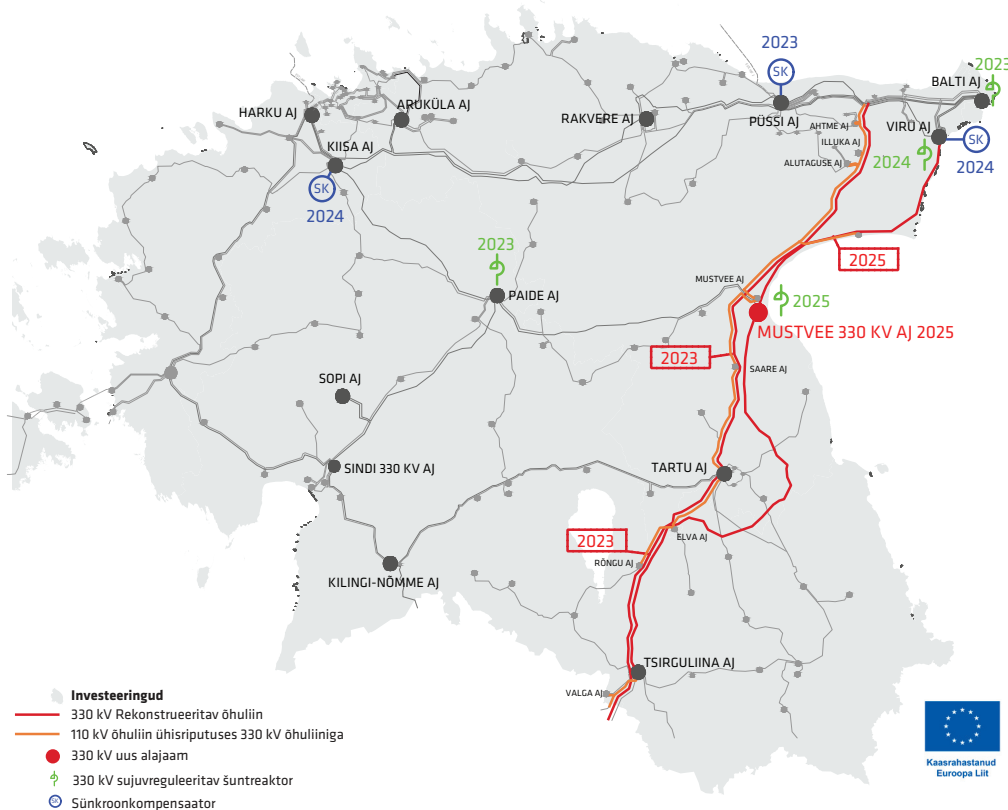 2023
SK
2023
BALTI AJ
HARKU AJ
ARUKÜLA AJ
RAKVERE AJ
PÜSSI AJ
AHTME AJ
VIRU AJ
ILLUKA AJ
KIISA AJ
ALUTAGUSE AJ
2024
SK
2024
SK
2024
2023
2025
MUSTVEE AJ
PAIDE AJ
2025
MUSTVEE 330 KV AJ 2025
2023
SAARE AJ
SOPI AJ
SINDI 330 KV AJ
TARTU AJ
2023
ELVA AJ
RÕNGU AJ
KILINGI-NÕMME AJ
TSIRGULIINA AJ
VALGA AJ
Investeeringud
330 kV Rekonstrueeritav õhuliin
110 kV õhuliin ühisriputuses 330 kV õhuliiniga
330 kV uus alajaam
330 kV sujuvreguleeritav šuntreaktor
SK
Sünkroonkompensaator
Kaasrahastanud
Euroopa Liit